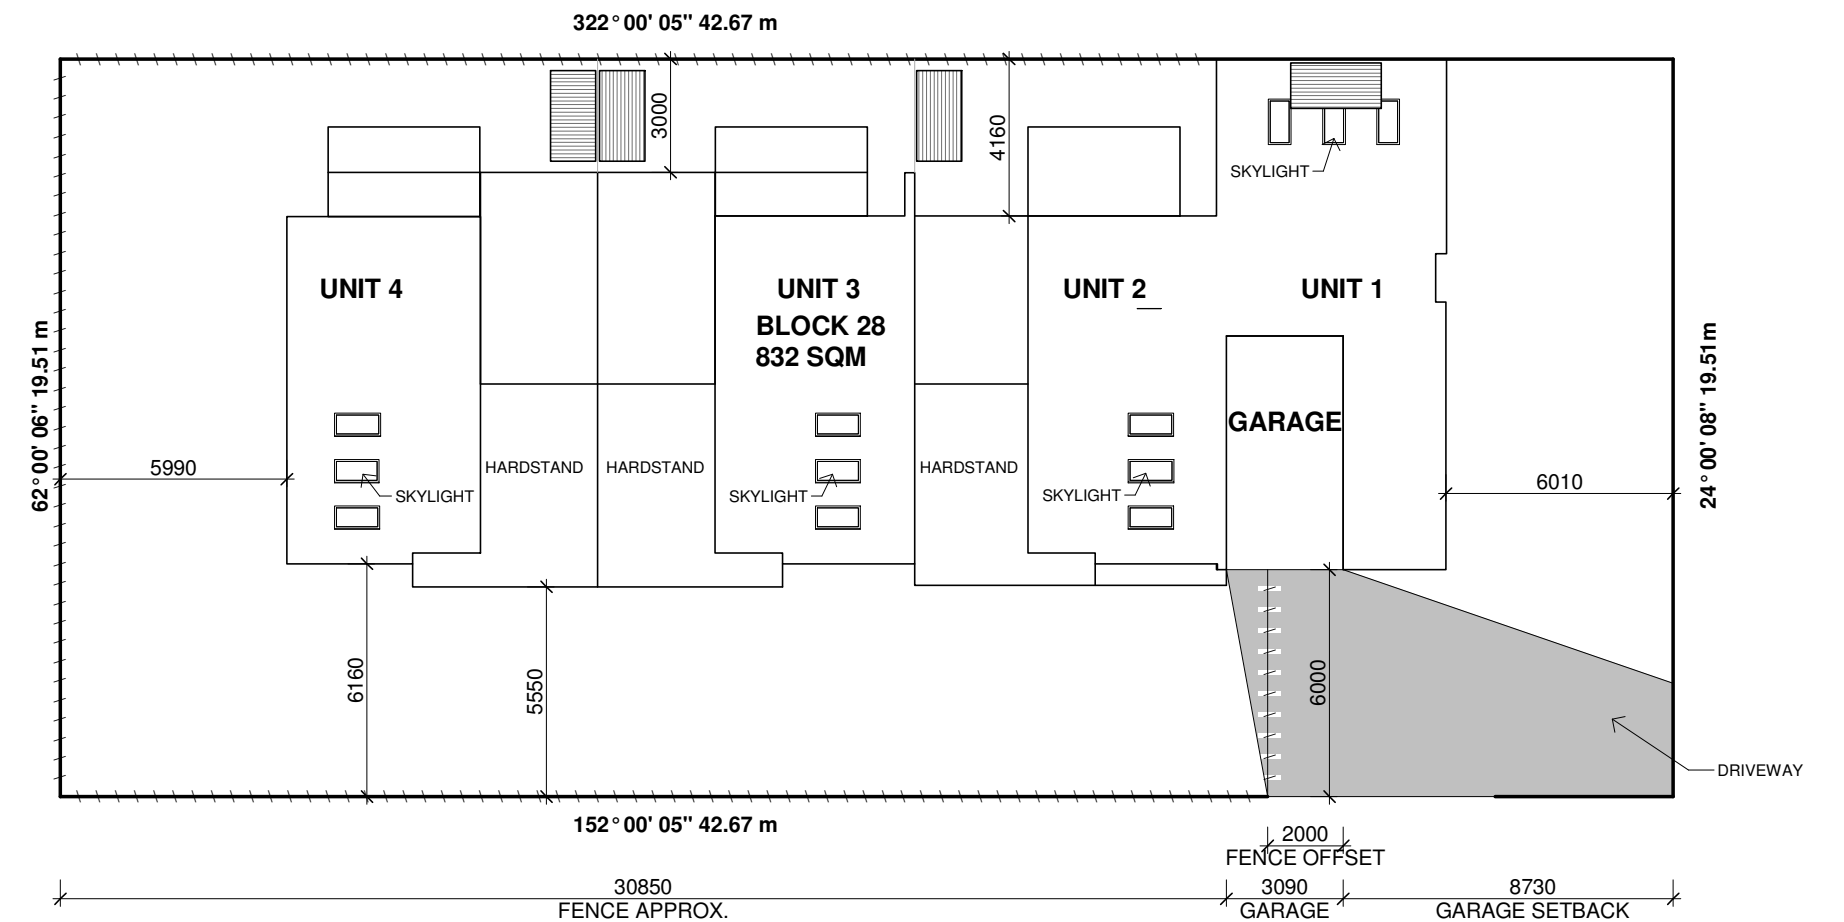 322° 00' 05" 42.67 m
3000
4160
SKYLIGHT
UNIT 4
UNIT 3
UNIT 2
UNIT 1
BLOCK 28
832 SQM
62° 00' 06" 19.51 m
24° 00' 08" 19.51m
GARAGE
5990
HARDSTAND
HARDSTAND
HARDSTAND
6010
SKYLIGHT
SKYLIGHT
SKYLIGHT
6160
5550
6000
DRIVEWAY
152° 00' 05" 42.67 m
2000
FENCE OFFSET
30850
3090
8730
FENCE APPROX.
GARAGE
GARAGE SETBACK